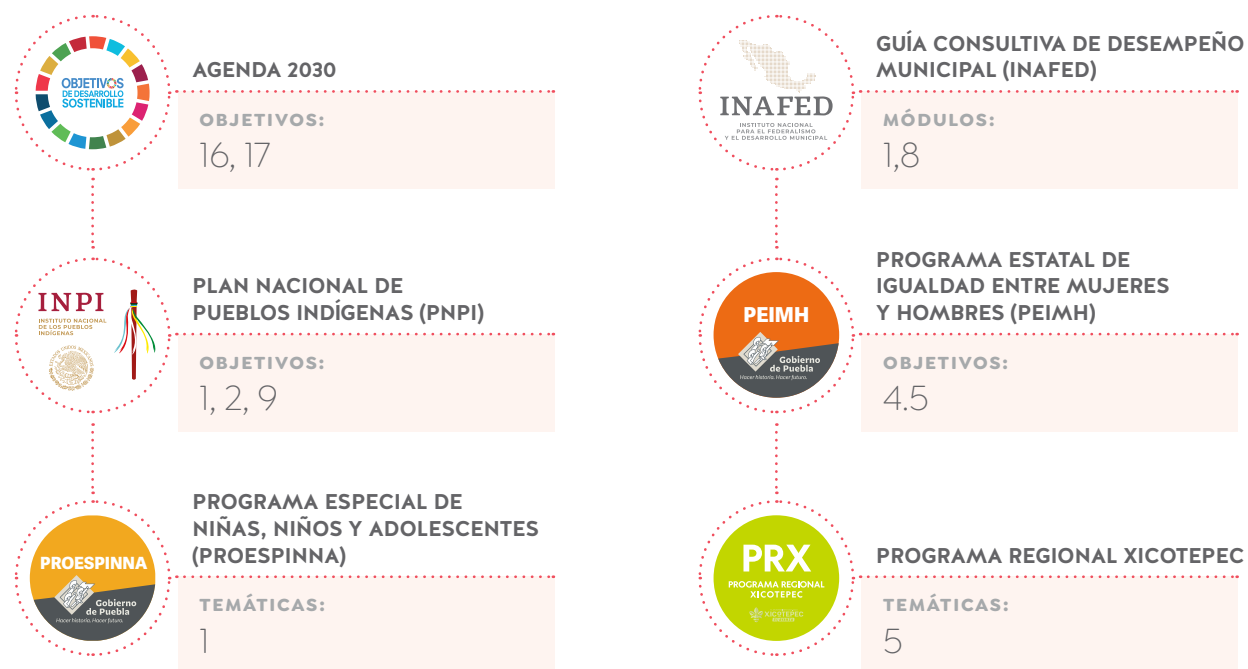 OBJETIVOS
DE DESARROLLO
SOSTENIBLE
AGENDA 2030
OBJETIVOS:
16, 17
INPI
INSTITUTO NACIONAL
DE LOS PUEBLOS
INDÍGENAS
PLAN NACIONAL DE
PUEBLOS INDÍGENAS (PNPI)
OBJETIVOS:
1, 2, 9
PROESPINNA
Gobierno
de Puebla
Hacer historia. Hacer futuro.
PROGRAMA ESPECIAL DE
NIÑAS, NIÑOS Y ADOLESCENTES
(PROESPINNA)
TEMÁTICAS:
1
INAFED
INSTITUTO NACIONAL
PARA EL FEDERALISMO
Y EL DESARROLLO MUNICIPAL
GUÍA CONSULTIVA DE DESEMPEÑO
MUNICIPAL (INAFED)
MÓDULOS:
1,8
PEIMH
Gobierno
de Puebla
Hacer historia. Hacer futuro.
PROGRAMA ESTATAL DE
IGUALDAD ENTRE MUJERES
Y HOMBRES (PEIMH)
OBJETIVOS:
4.5
PRX
PROGRAMA REGIONAL
XICOTEPEC
XICOTEPEC
PROGRAMA REGIONAL XICOTEPEC
TEMÁTICAS:
5